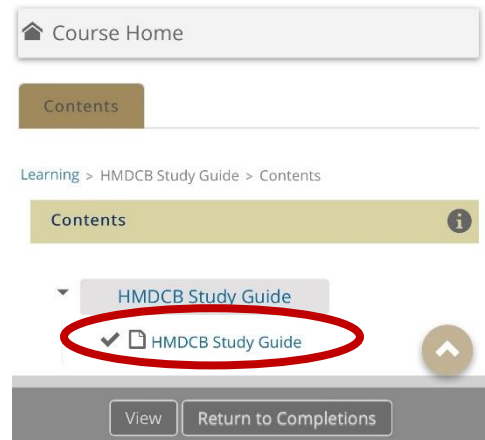 Course Home
Contents
Learning > HMDCB Study Guide > Contents
Contents
HMDCB Study Guide
HMDCB Study Guide
View Return to Completions